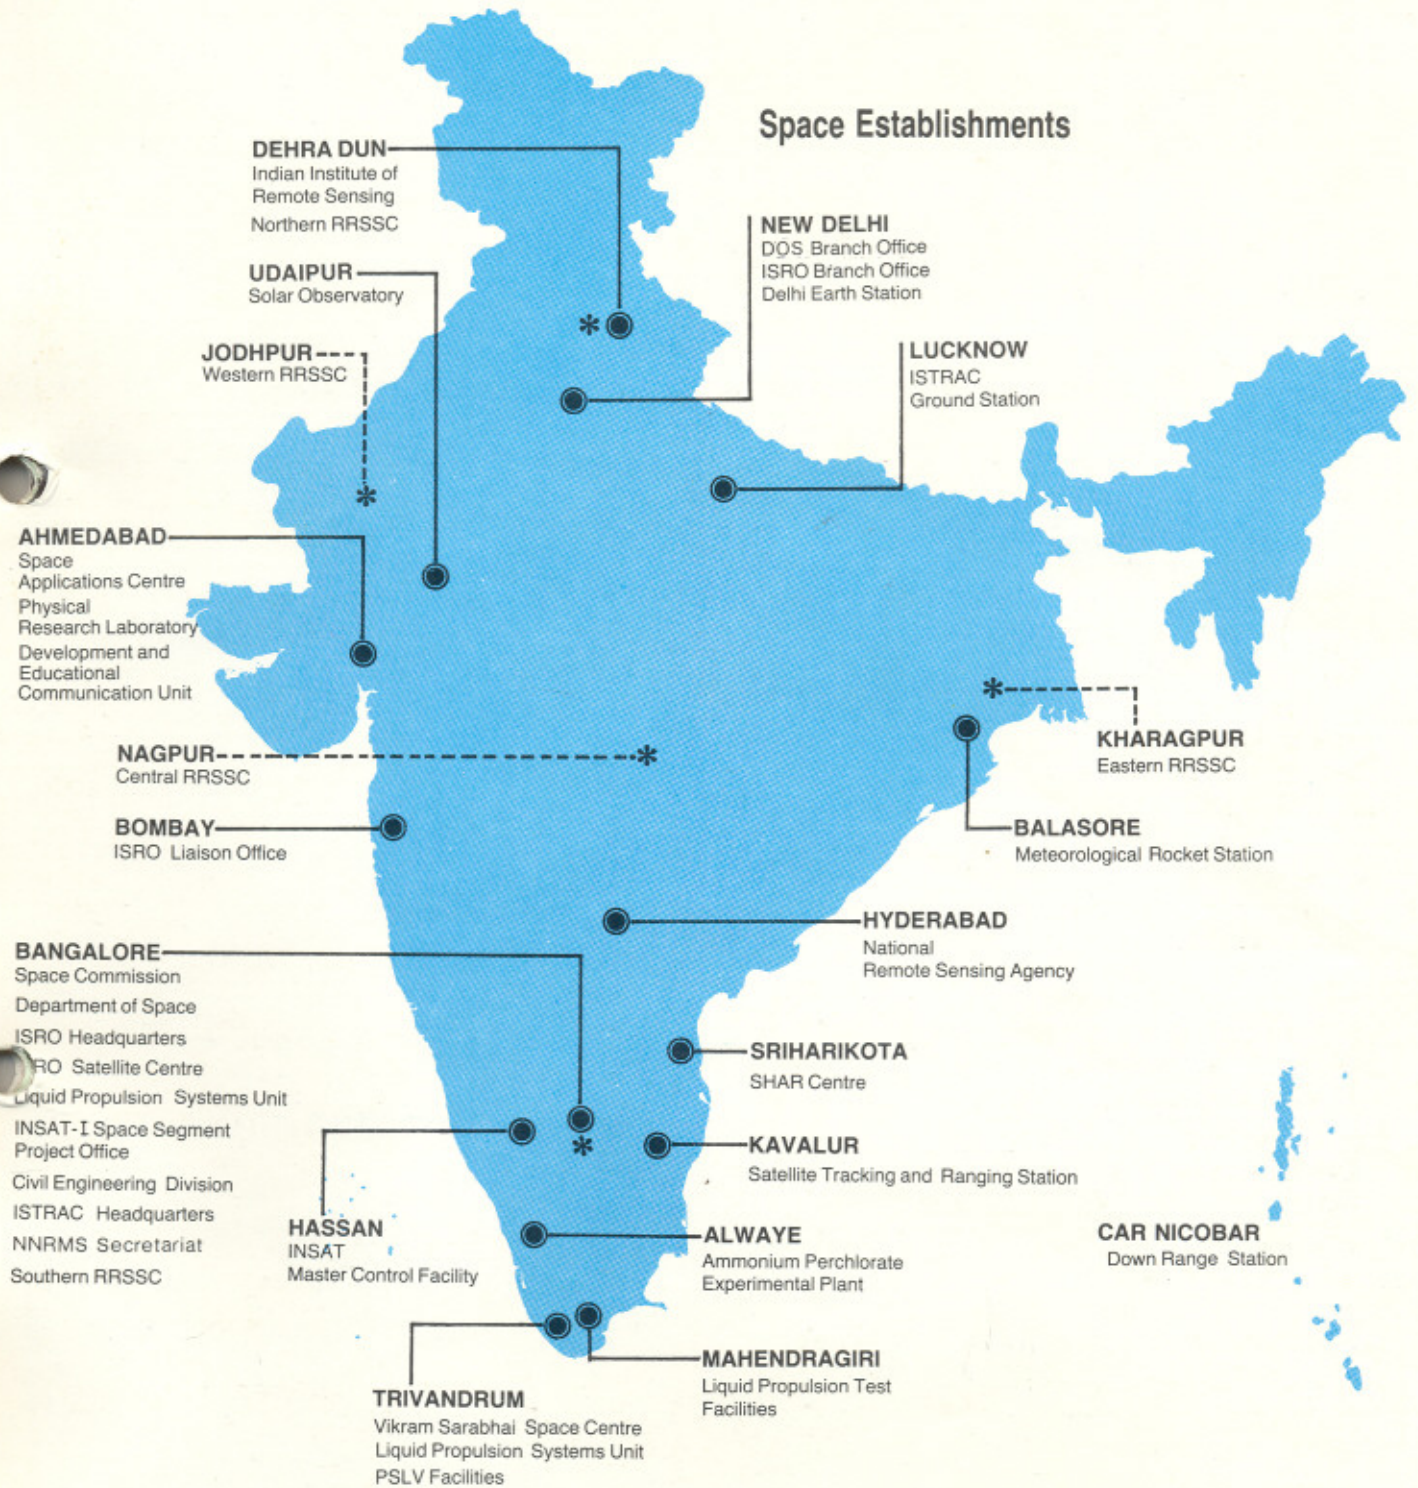 Space Establishments
DEHRA DUN
Indian Institute of
Remote Sensing
Northern RRSSC
NEW DELHI
DOS Branch Office
ISRO Branch Office
Delhi Earth Station
UDAIPUR
Solar Observatory
JODHPUR
Western RRSSC
LUCKNOW
ISTRAC
Ground Station
AHMEDABAD
Space
Applications Centre
Physical
Research Laboratory
Development and
Educational
Communication Unit
NAGPUR
Central RRSSC
KHARAGPUR
Eastern RRSSC
BOMBAY
ISRO Liaison Office
BALASORE
Meteorological Rocket Station
HYDERABAD
National
Remote Sensing Agency
BANGALORE
Space Commission
Department of Space
ISRO Headquarters
RO Satellite Centre
Liquid Propulsion Systems Unit
INSAT-I Space Segment
Project Office
Civil Engineering Division
ISTRAC Headquarters
NNRMS Secretariat
Southern RRSSC
SRIHARIKOTA
SHAR Centre
KAVALUR
Satellite Tracking and Ranging Station
HASSAN
INSAT
Master Control Facility
ALWAYE
Ammonium Perchlorate
Experimental Plant
CAR NICOBAR
Down Range Station
MAHENDRAGIRI
Liquid Propulsion Test
Facilities
TRIVANDRUM
Vikram Sarabhai Space Centre
Liquid Propulsion Systems Unit
PSLV Facilities